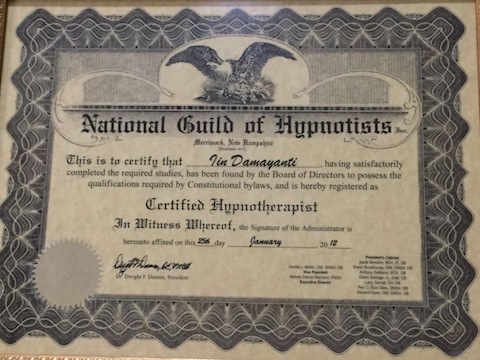 National Guild of Hypnotists Inc.
Merrimack, New Hampshire
This is to certify that Iin Damayanti having satisfactorily
completed the required studies, has been found by the Board of Directors to possess the
qualifications required by Constitutional bylaws, and is hereby registered as
Certified Hypnotherapist
In Witness Whereof, the Signature of the Administrator is
hereunto affixed on this 25th day January 2012
Dr. Dwight F. Damon, President
Vice President
Executive Director
President's Cabinet: